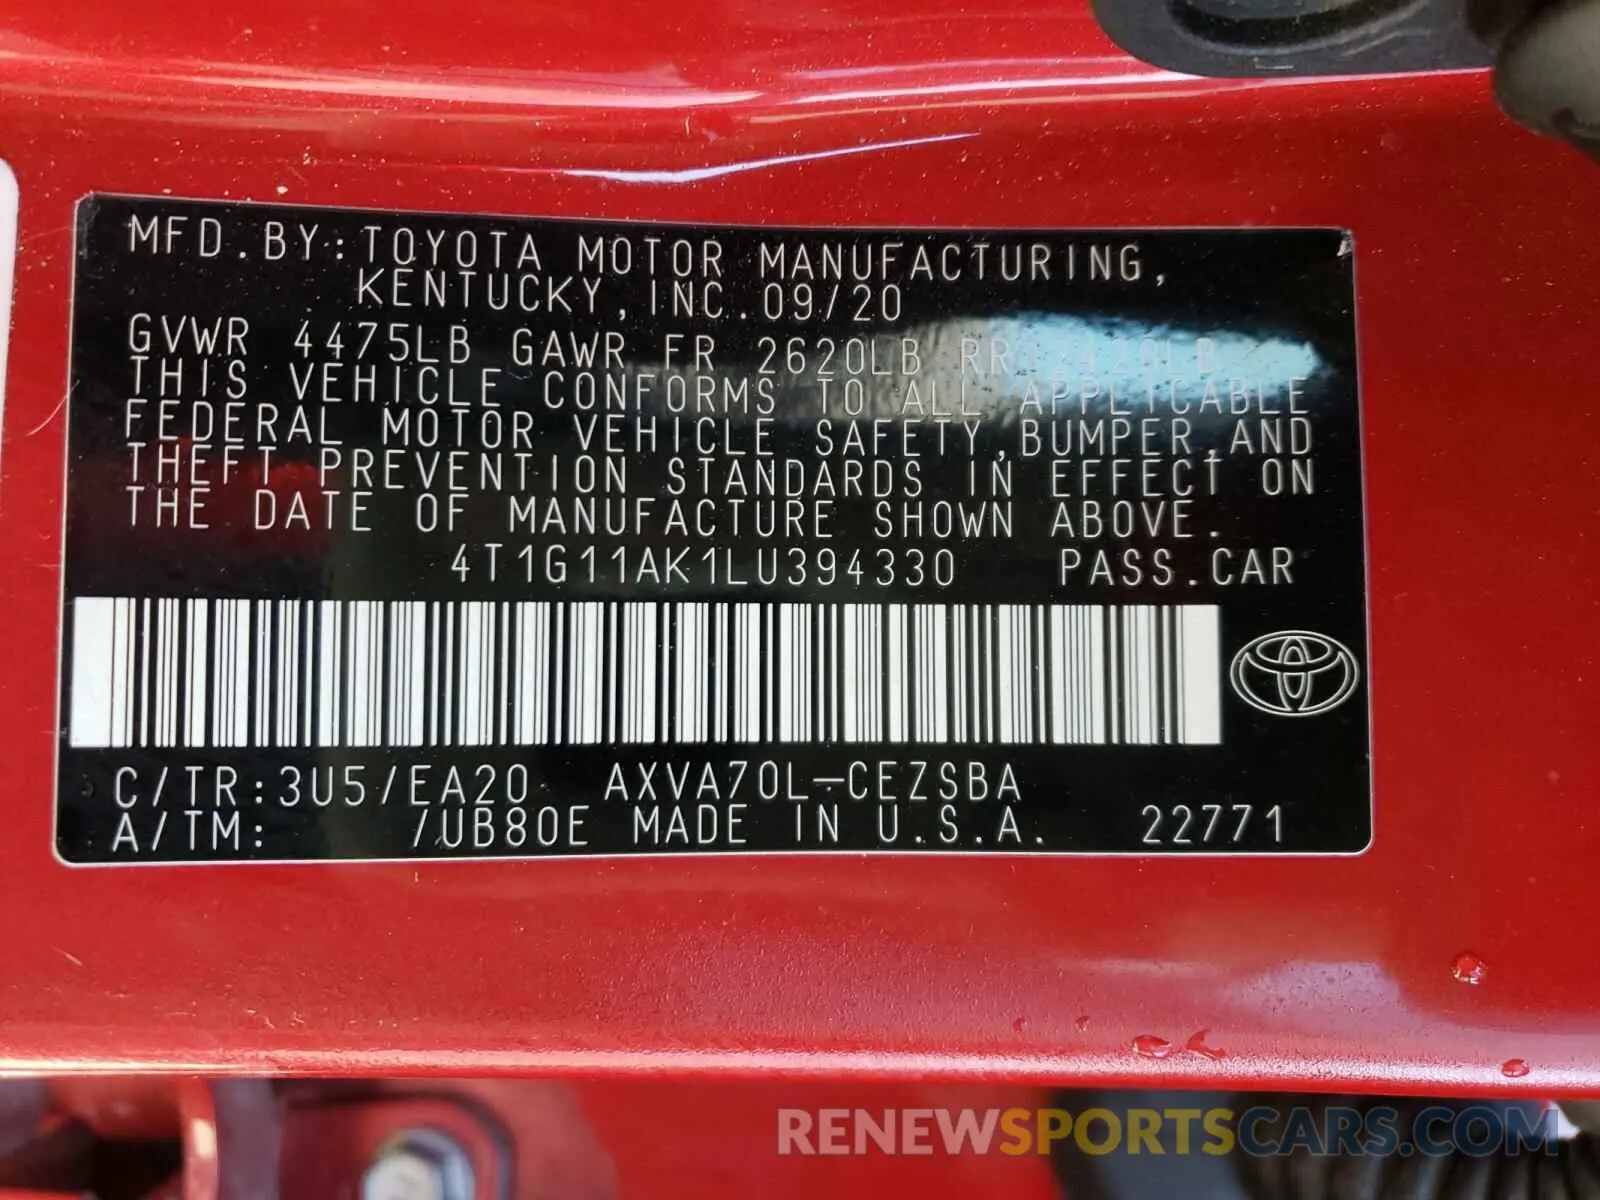 MFD.BY:TOYOTA MOTOR MANUFACTURING,
KENTUCKY,INC.09/20
GVWR 4475LB GAWR FR 2620LB RR
THIS VEHICLE CONFORMS TO ALL APPLICABLE
FEDERAL MOTOR VEHICLE SAFETY,BUMPER,AND
THEFT PREVENTION STANDARDS IN EFFECT ON
THE DATE OF MANUFACTURE SHOWN ABOVE.
4T1G11AK1LU394330 PASS.CAR
C/TR:3U5/EA20 AXVA70L-CEZSBA
A/TM: /UB80E MADE IN U.S.A. 22771
RENEWSPORTSCARS.COM